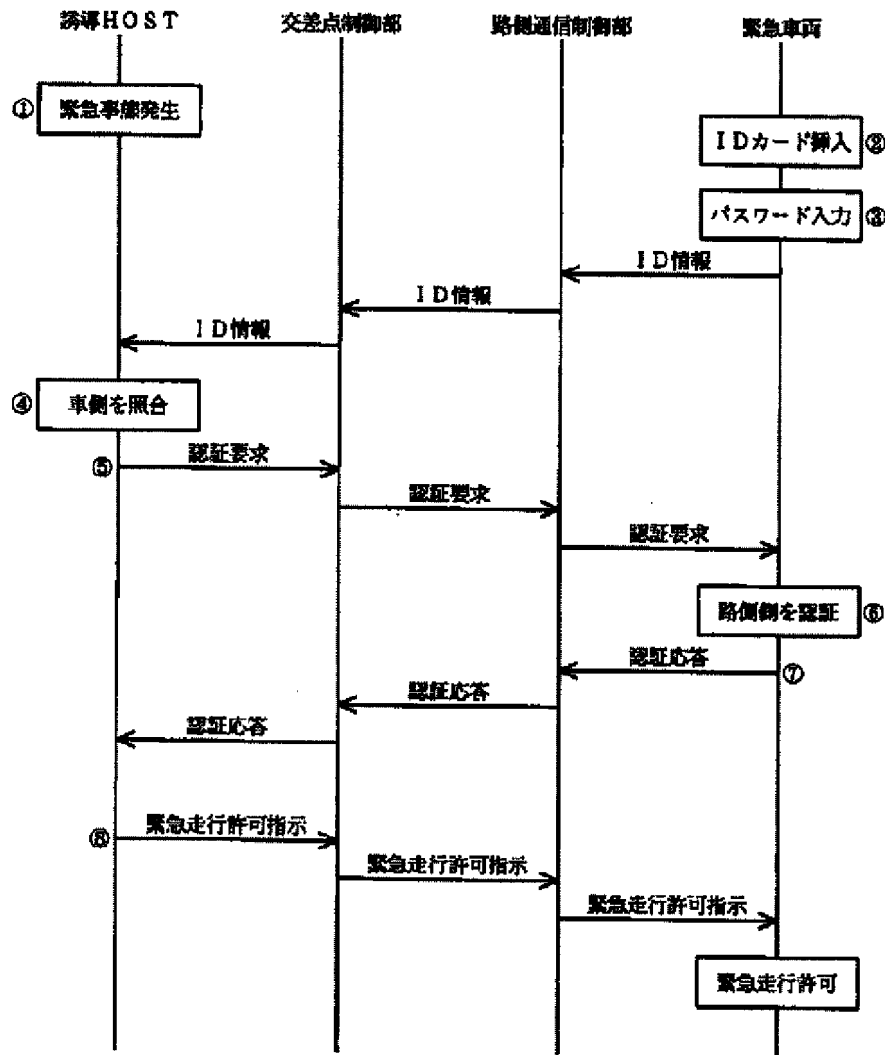 誘導HOST 交差点制御部 路側通信制御部 緊急車両
① 緊急事態発生
IDカード挿入 ②
パスワード入力 ③
ID情報
ID情報
ID情報
④ 車側を照合
⑤ 認証要求
認証要求
認証要求
路側側を認証 ⑥
認証応答 ⑦
認証応答
認証応答
⑧ 緊急走行許可指示
緊急走行許可指示
緊急走行許可指示
緊急走行許可